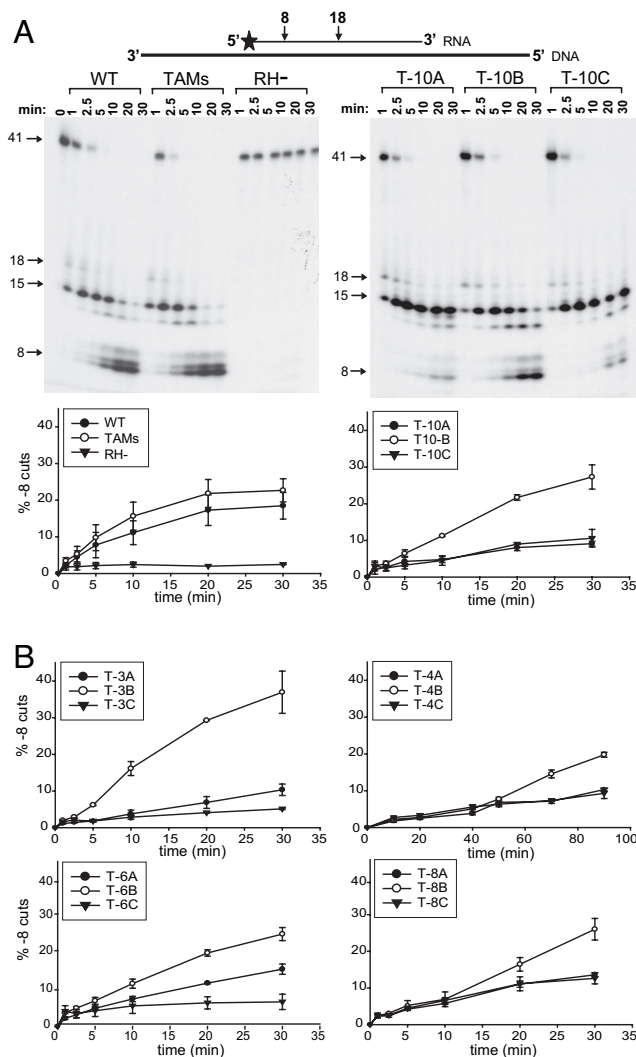 A
8 18
5' 3' RNA
3' 5' DNA
WT TAMs RH-
min: 0 1 2.5 5 10 20 30 1 2.5 5 10 20 30 1 2.5 5 10 20 30
41
18
15
8
T-10A T-10B T-10C
min: 1 2.5 5 10 20 30 1 2.5 5 10 20 30 1 2.5 5 10 20 30
41
18
15
8
WT
TAMs
RH-
% -8 cuts
40
30
20
10
0
0 5 10 15 20 25 30 35
time (min)
T-10A
T10-B
T-10C
40
30
20
10
0
0 5 10 15 20 25 30 35
time (min)
B
T-3A
T-3B
T-3C
% -8 cuts
40
30
20
10
0
0 5 10 15 20 25 30 35
time (min)
T-4A
T-4B
T-4C
40
30
20
10
0
0 20 40 60 80 100
time (min)
T-6A
T-6B
T-6C
% -8 cuts
40
30
20
10
0
0 5 10 15 20 25 30 35
time (min)
T-8A
T-8B
T-8C
40
30
20
10
0
0 5 10 15 20 25 30 35
time (min)